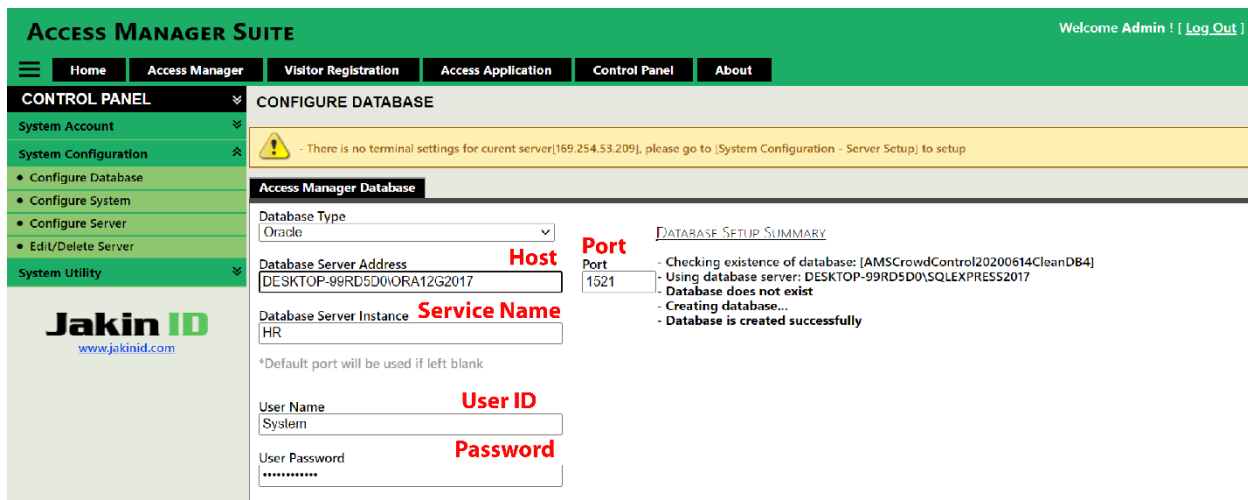 ACCESS MANAGER SUITE
Welcome Admin ! [ Log Out ]
Home Access Manager Visitor Registration Access Application Control Panel About
CONTROL PANEL
System Account
System Configuration
• Configure Database
• Configure System
• Configure Server
• Edit/Delete Server
System Utility
Jakin ID
www.jakinid.com
CONFIGURE DATABASE
- There is no terminal settings for curent server[169.254.53.209], please go to [System Configuration - Server Setup] to setup
Access Manager Database
Database Type
Oracle
Database Server Address Host
DESKTOP-99RD5D0\ORA12G2017
Port
Port
1521
Database Server Instance Service Name
HR
*Default port will be used if left blank
User Name User ID
System
User Password Password
••••••••••••
DATABASE SETUP SUMMARY
- Checking existence of database: [AMSCrowdControl20200614CleanDB4]
- Using database server: DESKTOP-99RD5D0\SQLEXPRESS2017
- Database does not exist
- Creating database...
- Database is created successfully